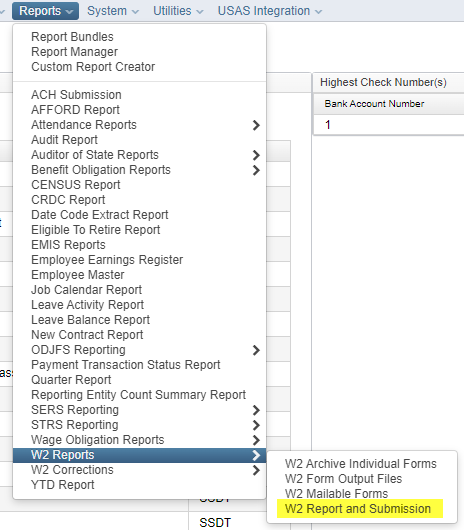 Reports System Utilities USAS Integration
Report Bundles
Report Manager
Custom Report Creator
Highest Check Number(s)
ACH Submission
Bank Account Number
AFFORD Report
Attendance Reports
1
Audit Report
Auditor of State Reports
Benefit Obligation Reports
CENSUS Report
CRDC Report
Date Code Extract Report
t
Eligible To Retire Report
EMIS Reports
Employee Earnings Register
Employee Master
Job Calendar Report
Leave Activity Report
Leave Balance Report
New Contract Report
ODJFS Reporting
Payment Transaction Status Report
ass
Quarter Report
Reporting Entity Count Summary Report
SERS Reporting
STRS Reporting
Wage Obligation Reports
W2 Reports
W2 Archive Individual Forms
W2 Corrections
W2 Form Output Files
YTD Report
W2 Mailable Forms
SSDT
W2 Report and Submission
SSDT